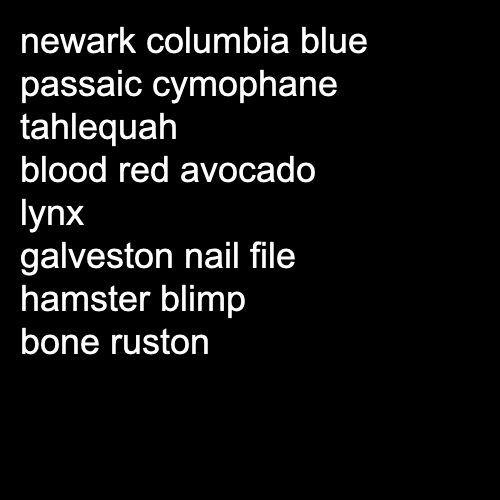 newark columbia blue
passaic cymophane
tahlequah
blood red avocado
lynx
galveston nail file
hamster blimp
bone ruston